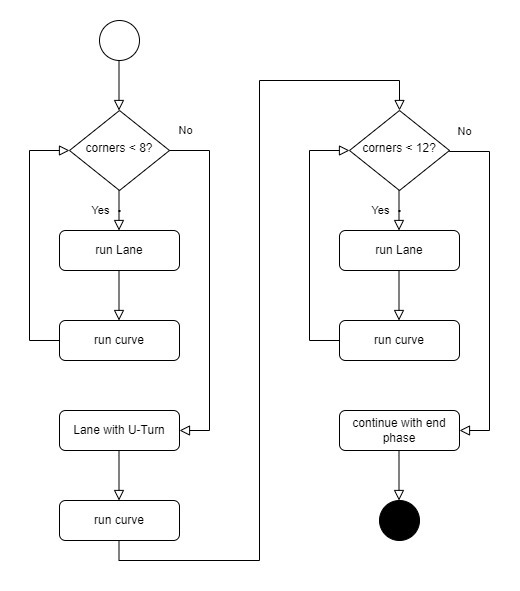 corners < 8?
No
Yes
run Lane
run curve
Lane with U-Turn
run curve
corners < 12?
No
Yes
run Lane
run curve
continue with end
phase